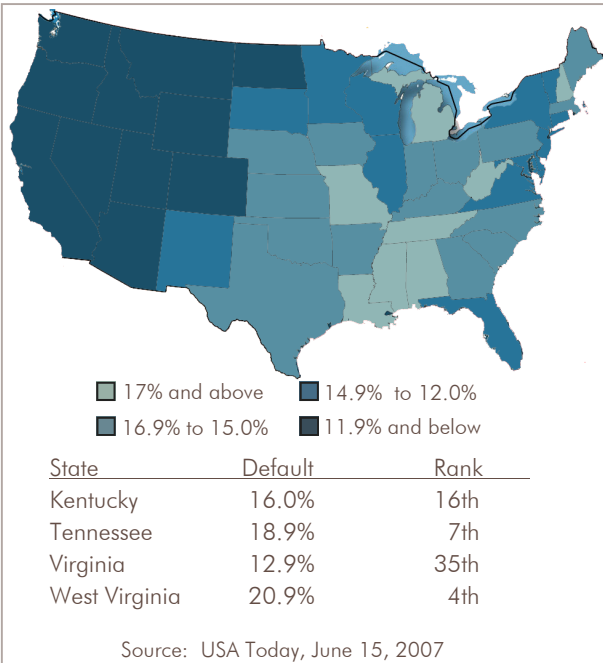 17% and above 14.9% to 12.0%
16.9% to 15.0% 11.9% and below
State Default Rank
Kentucky 16.0% 16th
Tennessee 18.9% 7th
Virginia 12.9% 35th
West Virginia 20.9% 4th
Source: USA Today, June 15, 2007